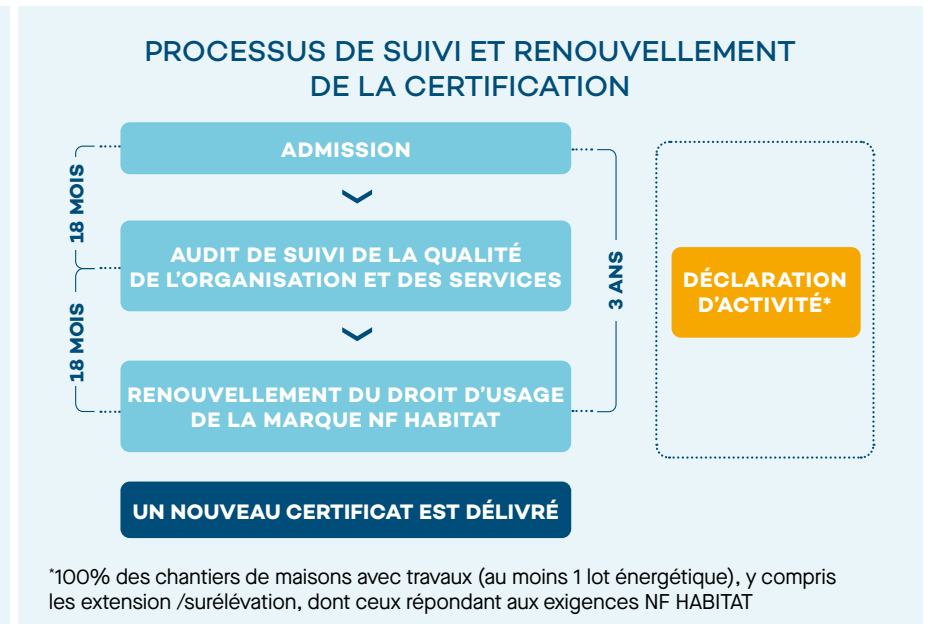 PROCESSUS DE SUIVI ET RENOUVELLEMENT
DE LA CERTIFICATION
ADMISSION
18 MOIS
AUDIT DE SUIVI DE LA QUALITÉ
DE L'ORGANISATION ET DES SERVICES
3 ANS
DÉCLARATION
D'ACTIVITÉ*
18 MOIS
RENOUVELLEMENT DU DROIT D'USAGE
DE LA MARQUE NF HABITAT
UN NOUVEAU CERTIFICAT EST DÉLIVRÉ
*100% des chantiers de maisons avec travaux (au moins 1 lot énergétique), y compris
les extension /surélévation, dont ceux répondant aux exigences NF HABITAT